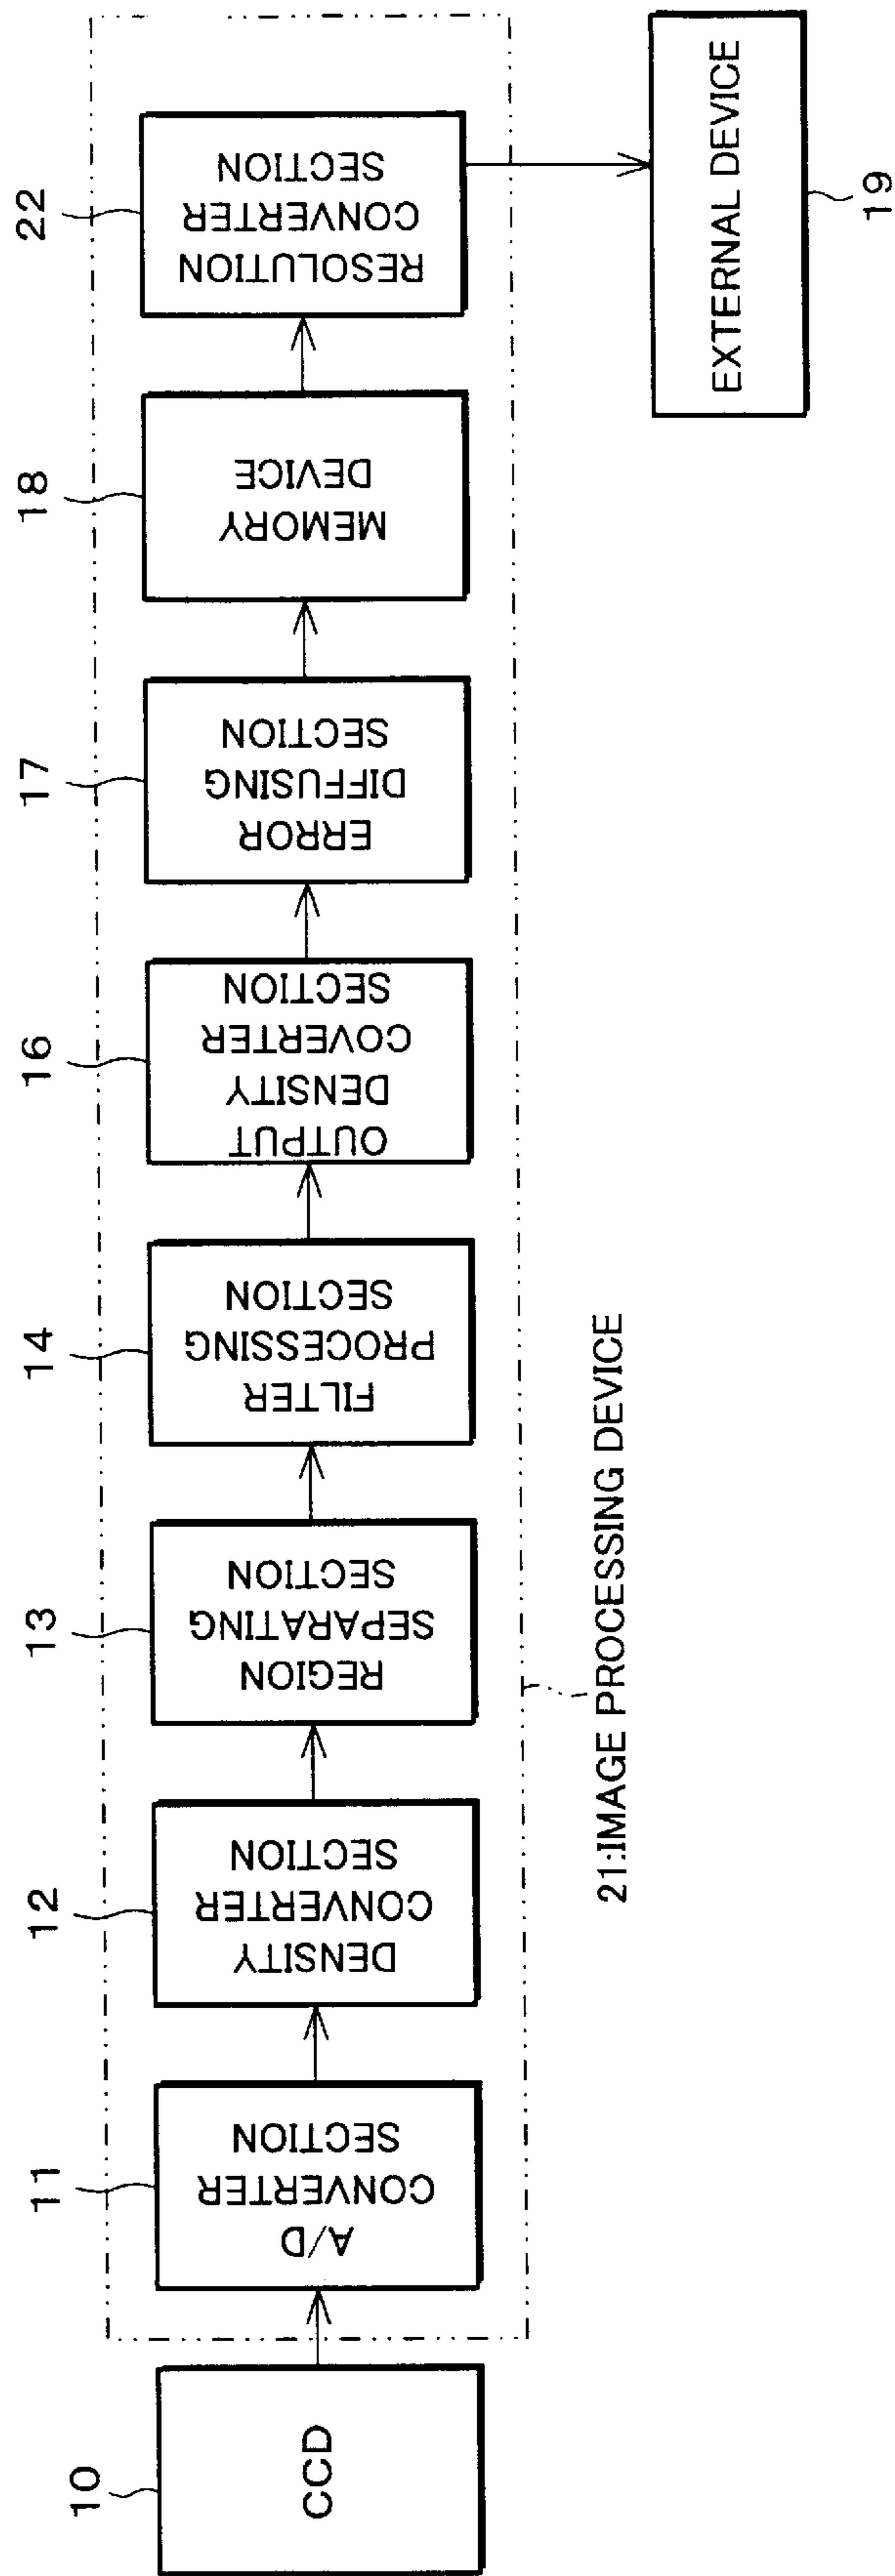 10
CCD
11
A/D
CONVERTER
SECTION
12
DENSITY
CONVERTER
SECTION
13
REGION
SEPARATING
SECTION
14
FILTER
PROCESSING
SECTION
16
OUTPUT
DENSITY
COVERTER
SECTION
17
ERROR
DIFFUSING
SECTION
18
MEMORY
DEVICE
22
RESOLUTION
CONVERTER
SECTION
21:IMAGE PROCESSING DEVICE
EXTERNAL DEVICE
19